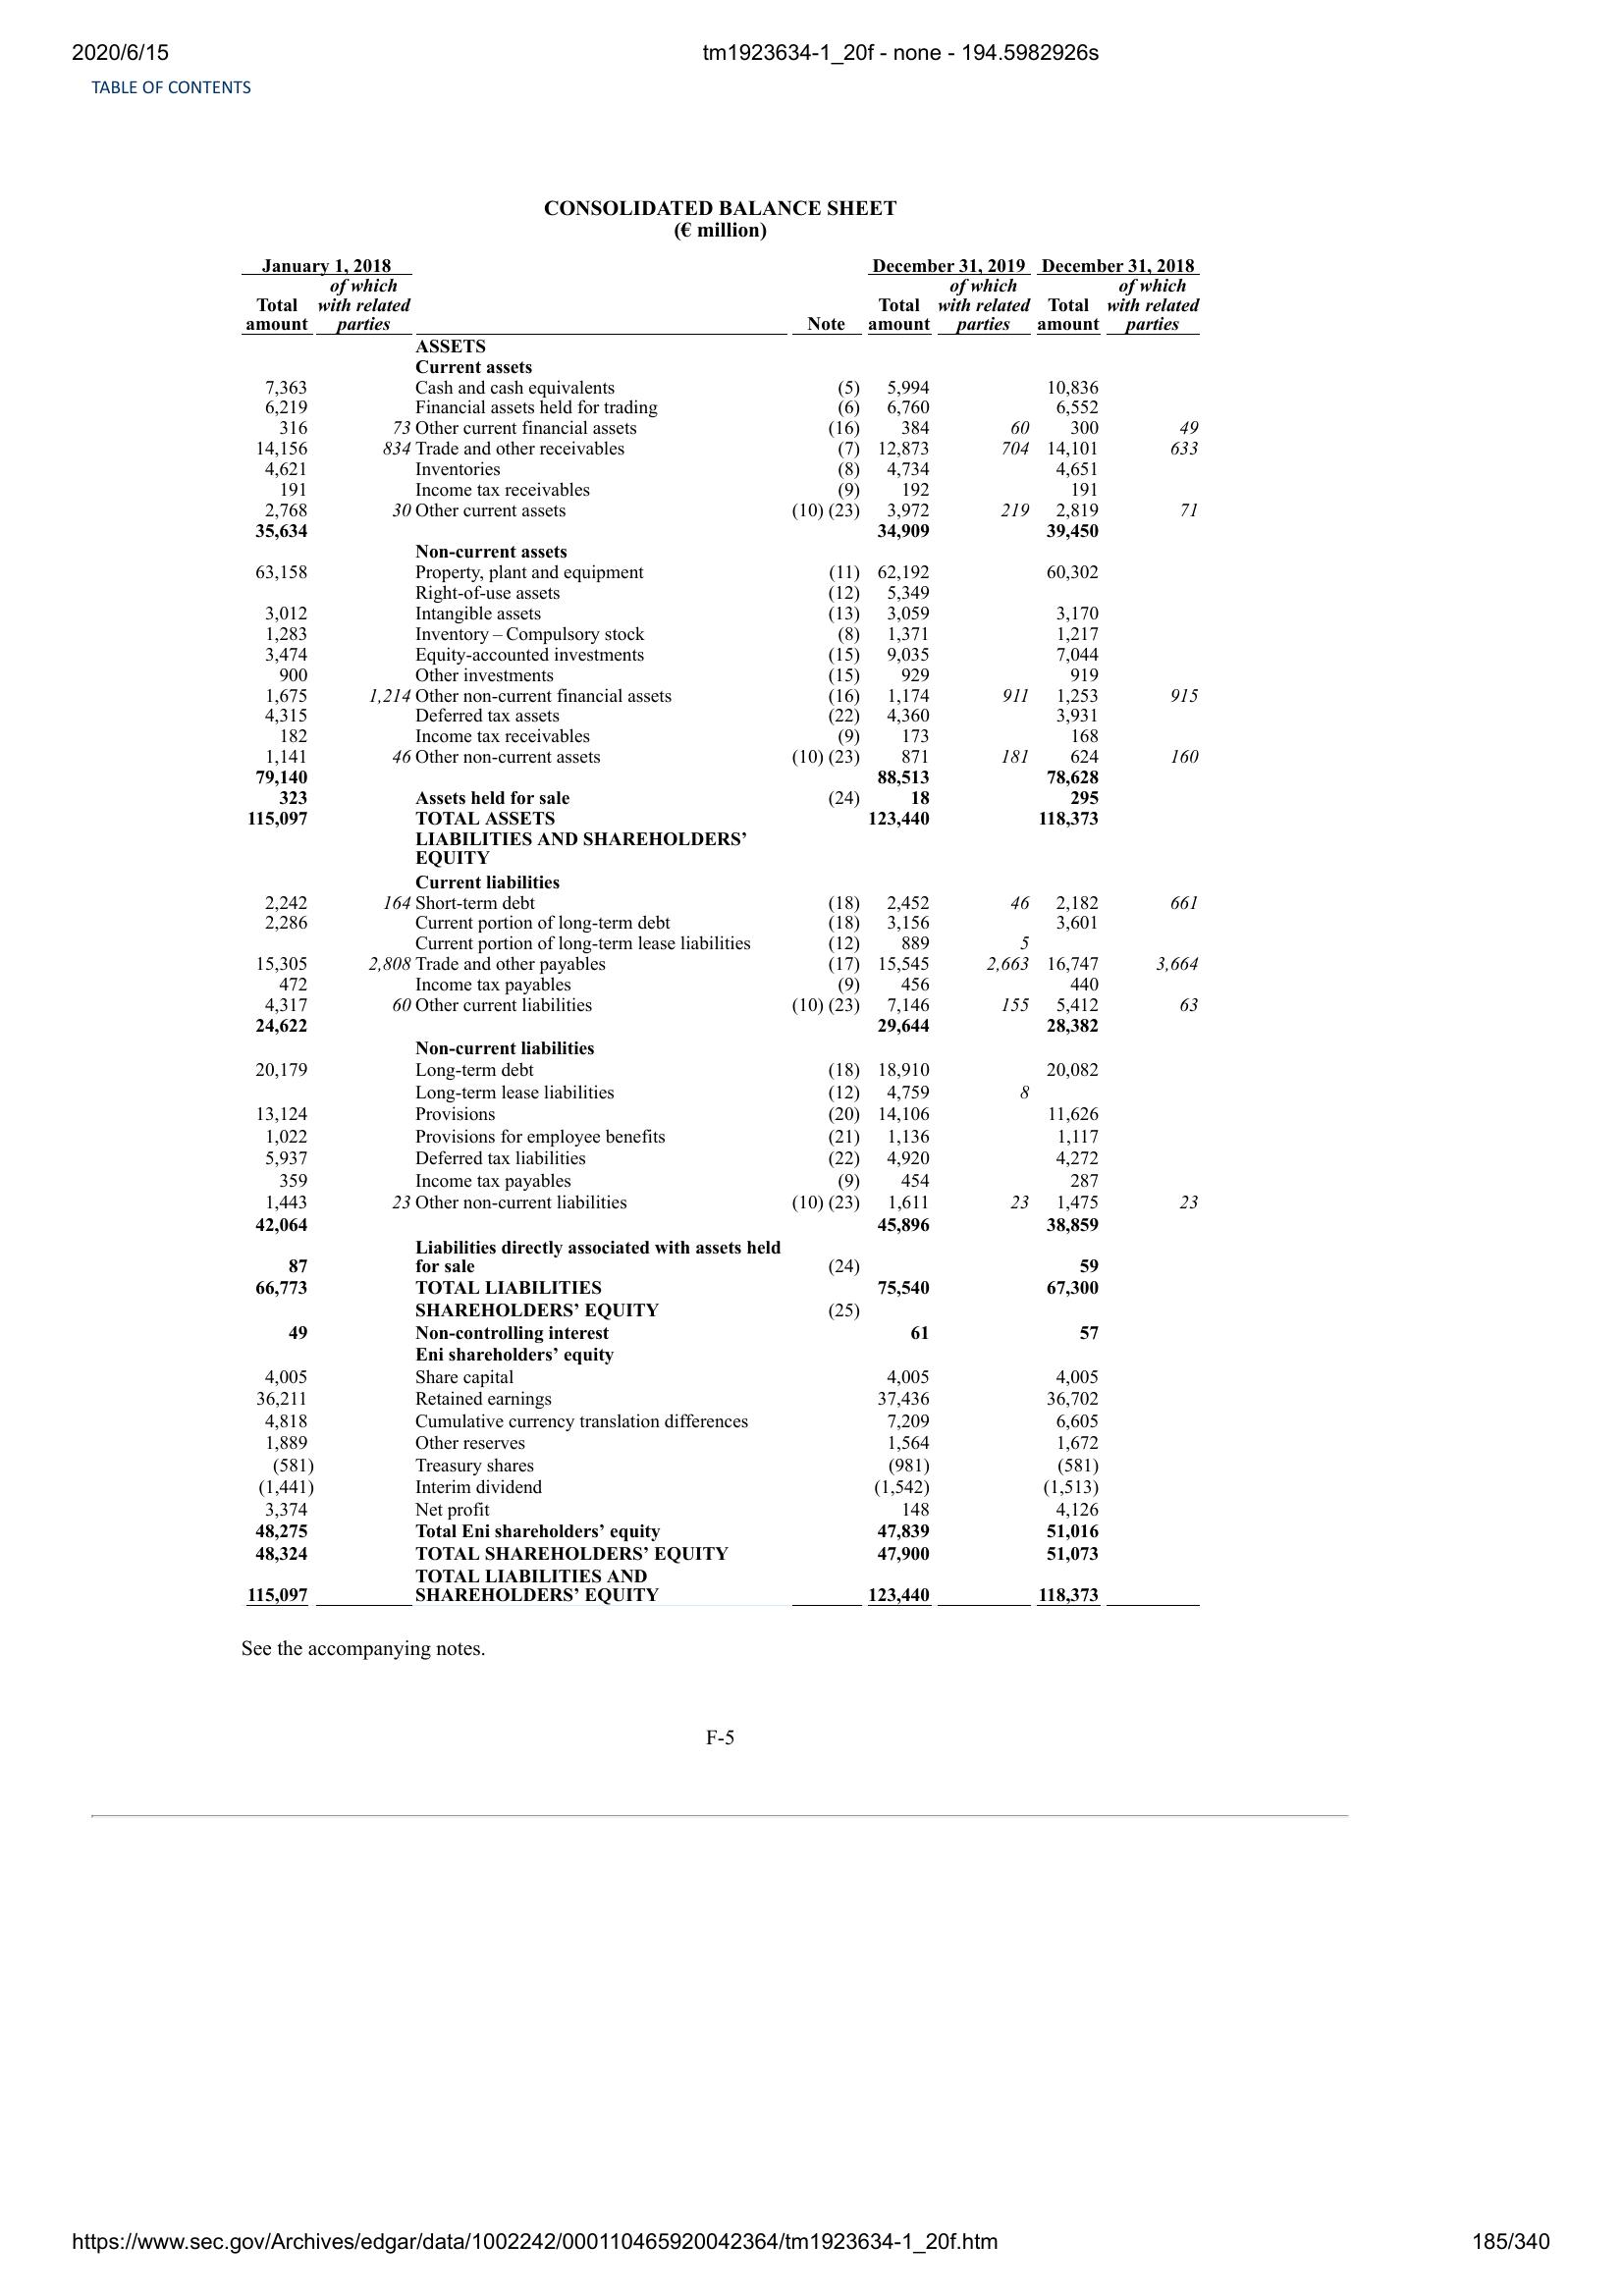 2020/6/15 tm1923634-1_20f - none - 194.5982926s
TABLE OF CONTENTS
CONSOLIDATED BALANCE SHEET
(€ million)
January 1, 2018 December 31, 2019 December 31, 2018
of which of which of which
Total with related Total with related Total with related
amount parties Note amount parties amount parties
ASSETS
Current assets
7,363 Cash and cash equivalents (5) 5,994 10,836
6,219 Financial assets held for trading (6) 6,760 6,552
316 73 Other current financial assets (16) 384 60 300 49
14,156 834 Trade and other receivables (7) 12,873 704 14,101 633
4,621 Inventories (8) 4,734 4,651
191 Income tax receivables (9) 192 191
2,768 30 Other current assets (10) (23) 3,972 219 2,819 71
35,634 34,909 39,450
Non-current assets
63,158 Property, plant and equipment (11) 62,192 60,302
Right-of-use assets (12) 5,349
3,012 Intangible assets (13) 3,059 3,170
1,283 Inventory – Compulsory stock (8) 1,371 1,217
3,474 Equity-accounted investments (15) 9,035 7,044
900 Other investments (15) 929 919
1,675 1,214 Other non-current financial assets (16) 1,174 911 1,253 915
4,315 Deferred tax assets (22) 4,360 3,931
182 Income tax receivables (9) 173 168
1,141 46 Other non-current assets (10) (23) 871 181 624 160
79,140 88,513 78,628
323 Assets held for sale (24) 18 295
115,097 TOTAL ASSETS 123,440 118,373
LIABILITIES AND SHAREHOLDERS’
EQUITY
Current liabilities
2,242 164 Short-term debt (18) 2,452 46 2,182 661
2,286 Current portion of long-term debt (18) 3,156 3,601
Current portion of long-term lease liabilities (12) 889 5
15,305 2,808 Trade and other payables (17) 15,545 2,663 16,747 3,664
472 Income tax payables (9) 456 440
4,317 60 Other current liabilities (10) (23) 7,146 155 5,412 63
24,622 29,644 28,382
Non-current liabilities
20,179 Long-term debt (18) 18,910 20,082
Long-term lease liabilities (12) 4,759 8
13,124 Provisions (20) 14,106 11,626
1,022 Provisions for employee benefits (21) 1,136 1,117
5,937 Deferred tax liabilities (22) 4,920 4,272
359 Income tax payables (9) 454 287
1,443 23 Other non-current liabilities (10) (23) 1,611 23 1,475 23
42,064 45,896 38,859
Liabilities directly associated with assets held
87 for sale (24) 59
66,773 TOTAL LIABILITIES 75,540 67,300
SHAREHOLDERS’ EQUITY (25)
49 Non-controlling interest 61 57
Eni shareholders’ equity
4,005 Share capital 4,005 4,005
36,211 Retained earnings 37,436 36,702
4,818 Cumulative currency translation differences 7,209 6,605
1,889 Other reserves 1,564 1,672
(581) Treasury shares (981) (581)
(1,441) Interim dividend (1,542) (1,513)
3,374 Net profit 148 4,126
48,275 Total Eni shareholders’ equity 47,839 51,016
48,324 TOTAL SHAREHOLDERS’ EQUITY 47,900 51,073
TOTAL LIABILITIES AND
115,097 SHAREHOLDERS’ EQUITY 123,440 118,373
See the accompanying notes.
F-5
https://www.sec.gov/Archives/edgar/data/1002242/000110465920042364/tm1923634-1_20f.htm 185/340